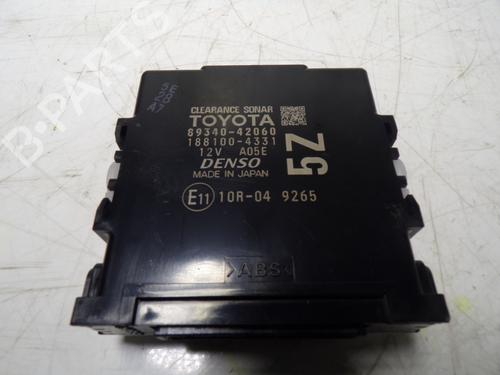 CLEARANCE SONAR
TOYOTA
89340-42060
188100-4331
12V A05E
DENSO
MADE IN JAPAN
5Z
E11 10R-04 9265
>ABS<
B-PARTS